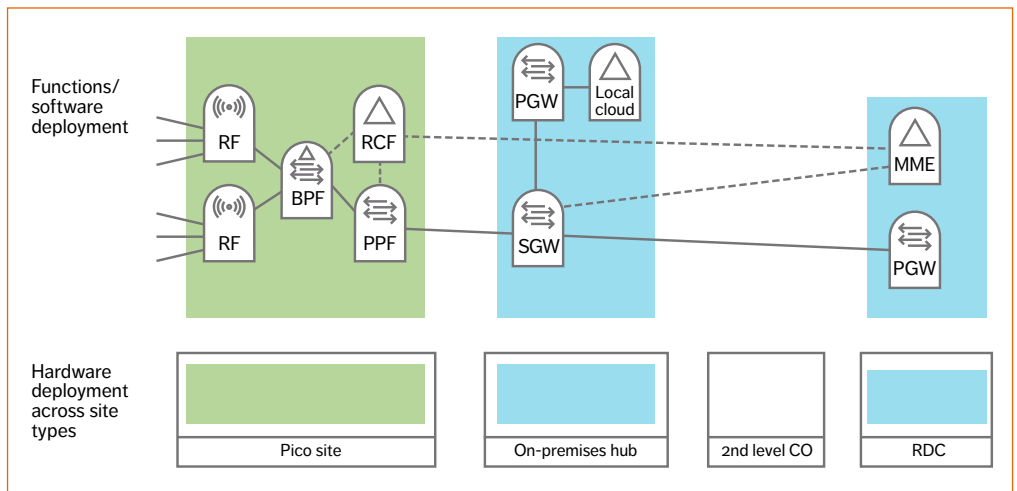 Functions/
software
deployment
RF
RF
BPF
RCF
PPF
PGW
Local
cloud
SGW
MME
PGW
Hardware
deployment
across site
types
Pico site
On-premises hub
2nd level CO
RDC